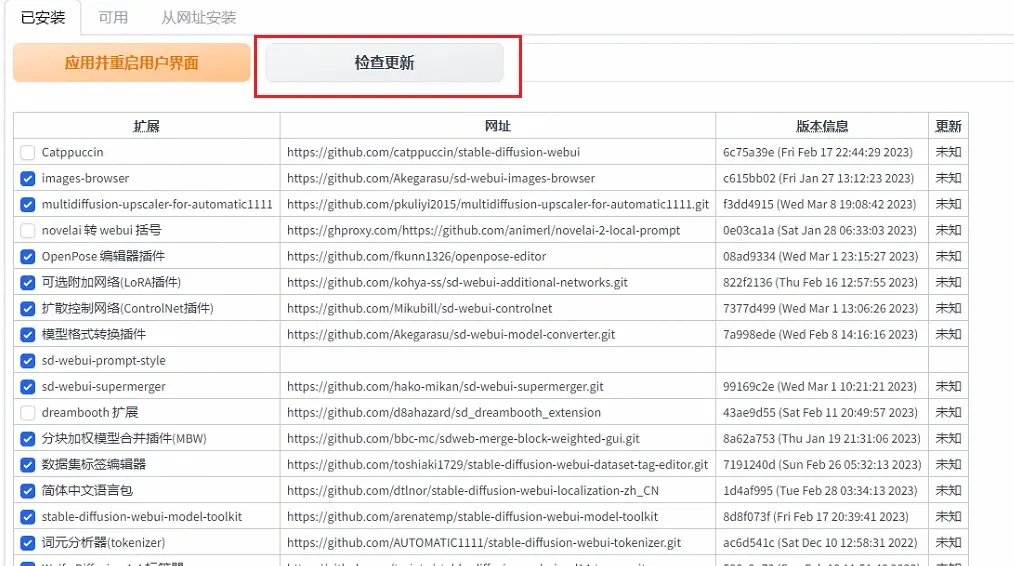 已安装 可用 从网址安装
应用并重启用户界面 检查更新
扩展 网址 版本信息 更新
Catppuccin https://github.com/catppuccin/stable-diffusion-webui 6c75a39e (Fri Feb 17 22:44:29 2023) 未知
images-browser https://github.com/Akegarasu/sd-webui-images-browser c615bb02 (Fri Jan 27 13:12:23 2023) 未知
multidiffusion-upscaler-for-automatic1111 https://github.com/pkuliyi2015/multidiffusion-upscaler-for-automatic1111.git f3dd4915 (Wed Mar 8 19:08:42 2023) 未知
novelai 转 webui 括号 https://ghproxy.com/https://github.com/animerl/novelai-2-local-prompt 0e03ca1a (Sat Jan 28 06:33:03 2023) 未知
OpenPose 编辑器插件 https://github.com/fkunn1326/openpose-editor 08ad9334 (Wed Mar 1 23:15:27 2023) 未知
可选附加网络(LoRA插件) https://github.com/kohya-ss/sd-webui-additional-networks.git 822f2136 (Thu Feb 16 12:57:55 2023) 未知
扩散控制网络(ControlNet插件) https://github.com/Mikubill/sd-webui-controlnet 7377d499 (Wed Mar 1 13:06:26 2023) 未知
模型格式转换插件 https://github.com/Akegarasu/sd-webui-model-converter.git 7a998ede (Wed Feb 8 14:16:16 2023) 未知
sd-webui-prompt-style
sd-webui-supermerger https://github.com/hako-mikan/sd-webui-supermerger.git 99169c2e (Wed Mar 1 10:21:21 2023) 未知
dreambooth 扩展 https://github.com/d8ahazard/sd_dreambooth_extension 43ae9d55 (Sat Feb 11 20:49:57 2023) 未知
分块加权模型合并插件(MBW) https://github.com/bbc-mc/sdweb-merge-block-weighted-gui.git 8a62a753 (Thu Jan 19 21:31:06 2023) 未知
数据集标签编辑器 https://github.com/toshiaki1729/stable-diffusion-webui-dataset-tag-editor.git 7191240d (Sun Feb 26 05:32:13 2023) 未知
简体中文语言包 https://github.com/dtlnor/stable-diffusion-webui-localization-zh_CN 1d4af995 (Tue Feb 28 03:34:13 2023) 未知
stable-diffusion-webui-model-toolkit https://github.com/arenatemp/stable-diffusion-webui-model-toolkit 8d8f073f (Fri Feb 17 20:39:41 2023) 未知
词元分析器(tokenizer) https://github.com/AUTOMATIC1111/stable-diffusion-webui-tokenizer.git ac6d541c (Sat Dec 10 12:58:31 2022) 未知